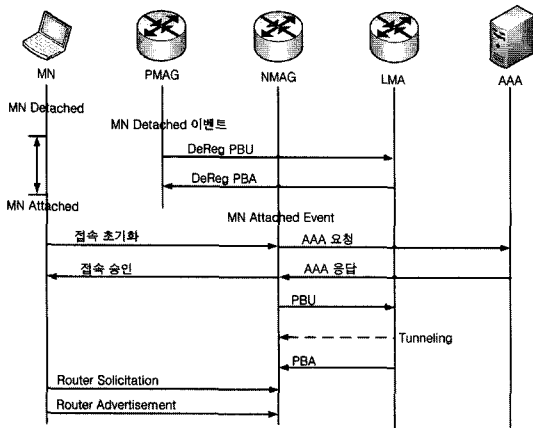 MN
PMAG
NMAG
LMA
AAA
MN Detached
MN Detached 이벤트
DeReg PBU
DeReg PBA
MN Attached
MN Attached Event
접속 초기화
AAA 요청
접속 승인
AAA 응답
PBU
Tunneling
PBA
Router Solicitation
Router Advertisement